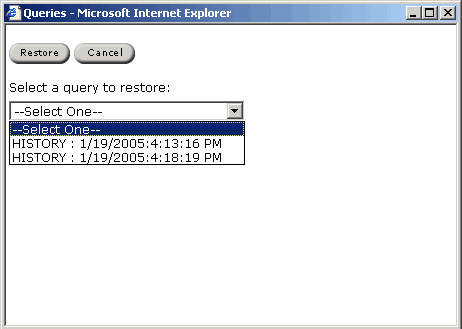 Queries - Microsoft Internet Explorer
Restore Cancel
Select a query to restore:
--Select One--
--Select One--
HISTORY : 1/19/2005:4:13:16 PM
HISTORY : 1/19/2005:4:18:19 PM